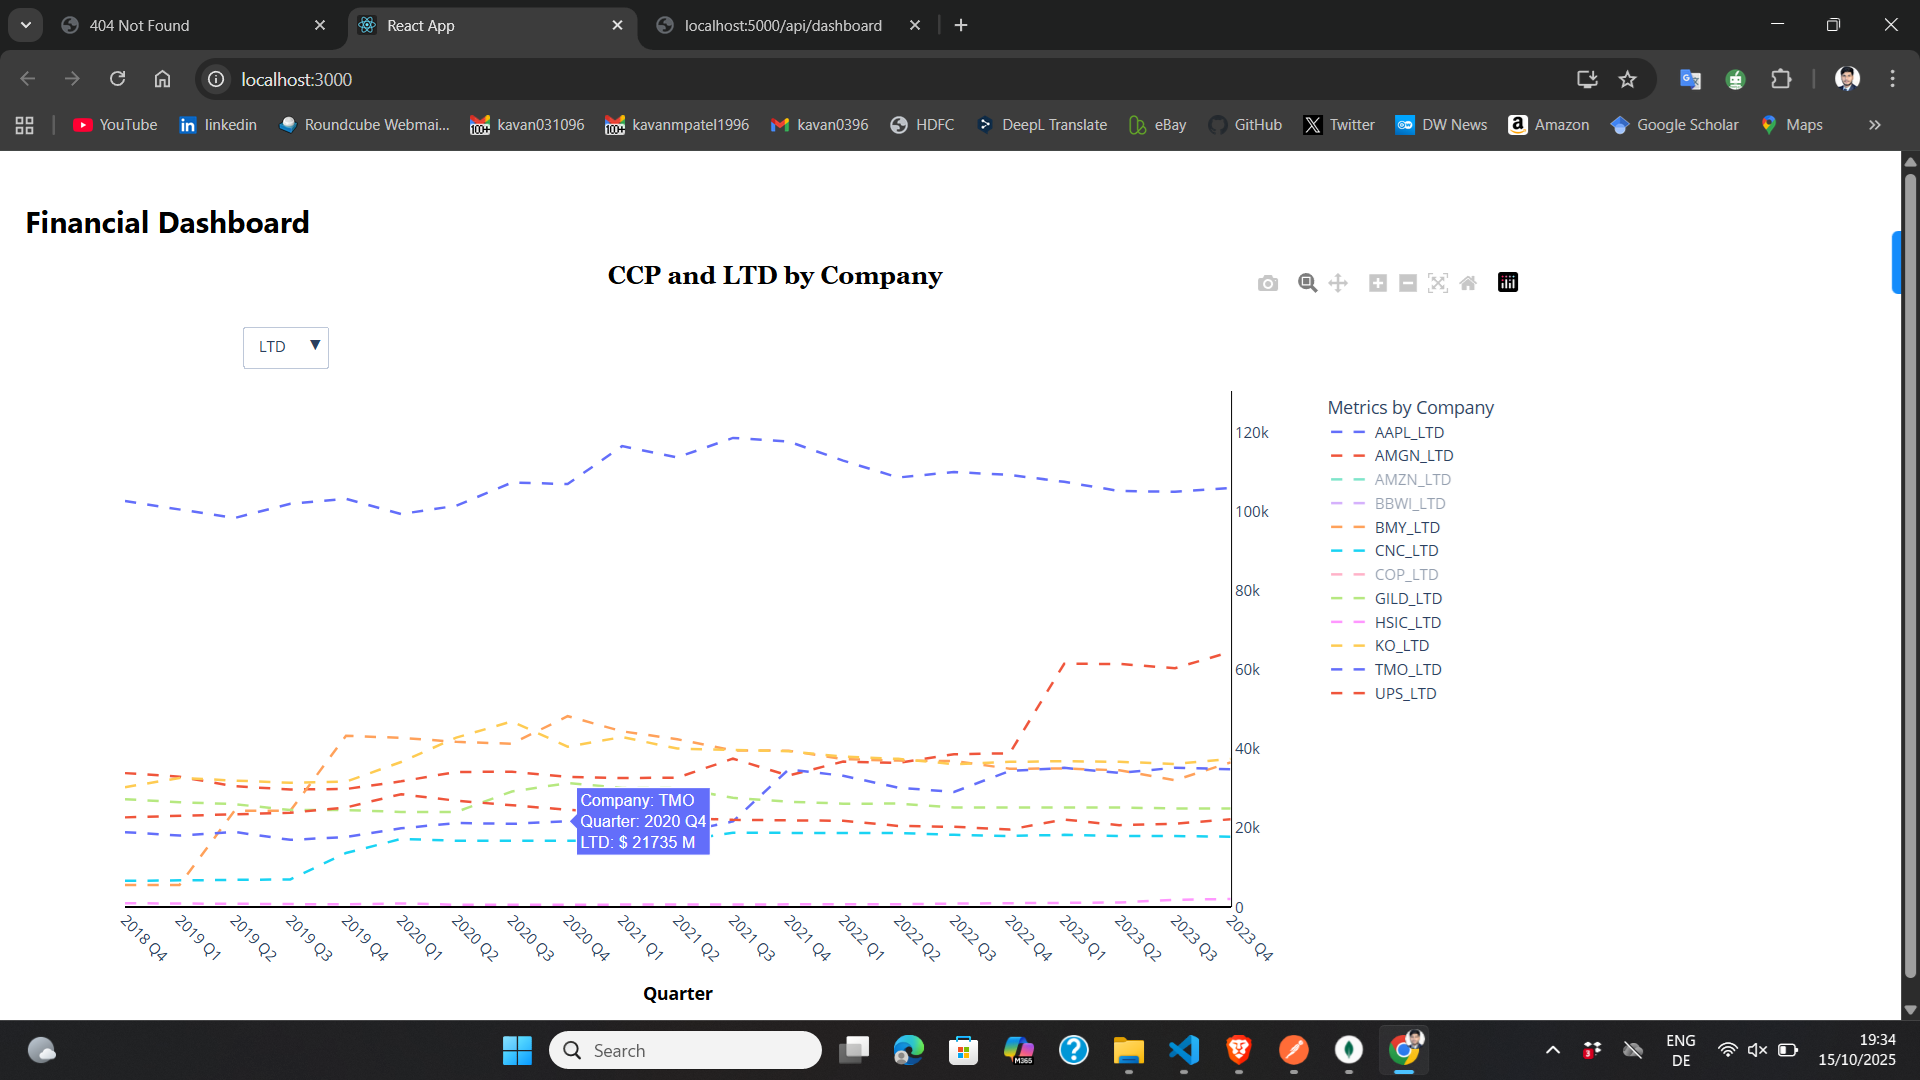 404 Not Found
React App
localhost:5000/api/dashboard
localhost:3000
YouTube
linkedin
Roundcube Webmai...
kavan031096
kavanmpatel1996
kavan0396
HDFC
DeepL Translate
eBay
GitHub
Twitter
DW News
Amazon
Google Scholar
Maps
Financial Dashboard
CCP and LTD by Company
LTD
Metrics by Company
AAPL_LTD
AMGN_LTD
AMZN_LTD
BBWI_LTD
BMY_LTD
CNC_LTD
COP_LTD
GILD_LTD
HSIC_LTD
KO_LTD
TMO_LTD
UPS_LTD
120k
100k
80k
60k
40k
20k
0
Company: TMO
Quarter: 2020 Q4
LTD: $ 21735 M
2018 Q4
2019 Q1
2019 Q2
2019 Q3
2019 Q4
2020 Q1
2020 Q2
2020 Q3
2020 Q4
2021 Q1
2021 Q2
2021 Q3
2021 Q4
2022 Q1
2022 Q2
2022 Q3
2022 Q4
2023 Q1
2023 Q2
2023 Q3
2023 Q4
Quarter
Search
M365
3
ENG
DE
19:34
15/10/2025